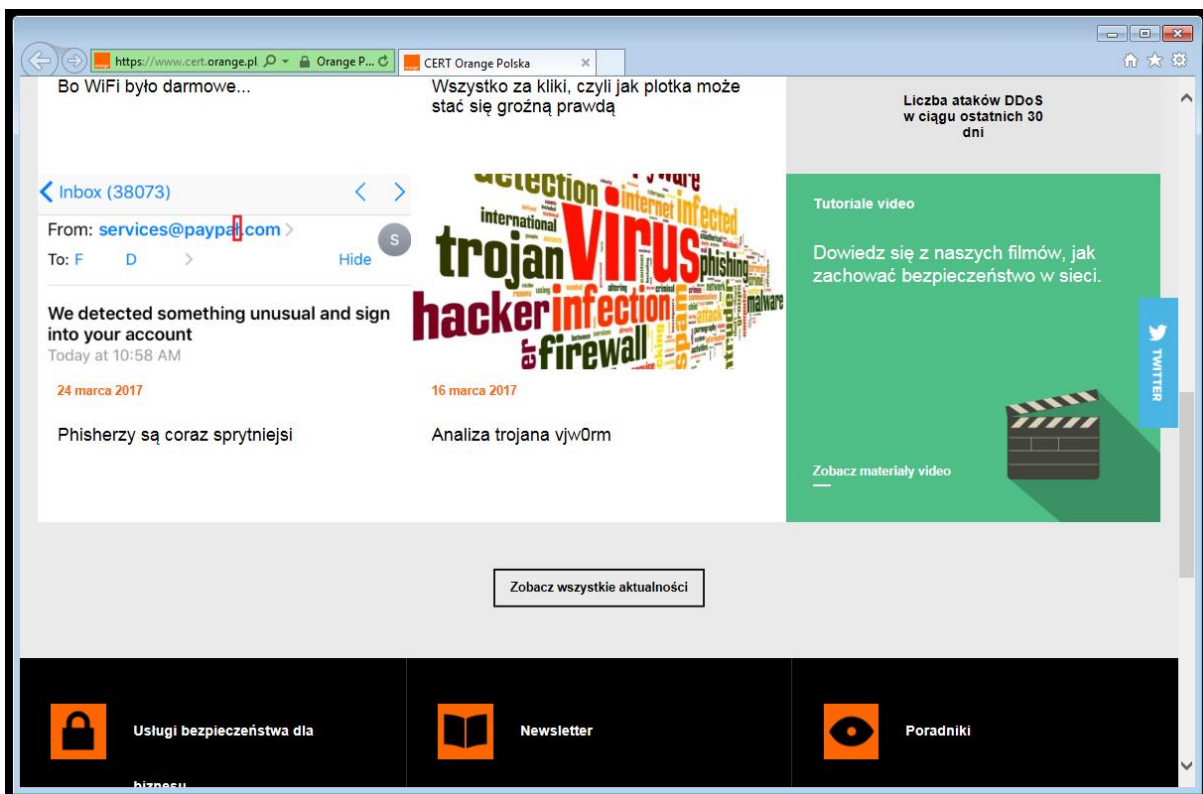 https://www.cert.orange.pl
Orange P...
CERT Orange Polska
Bo WiFi było darmowe...
Wszystko za kliki, czyli jak plotka może
stać się groźną prawdą
Liczba ataków DDoS
w ciągu ostatnich 30
dni
Inbox (38073)
From: services@paypał.com
To: F D
Hide
S
We detected something unusual and sign
into your account
Today at 10:58 AM
24 marca 2017
Phisherzy są coraz sprytniejsi
detection
internet infected
international
virus
trojan
phishing
hacker infection
malware
attack
spam
intruder
firewall
16 marca 2017
Analiza trojana vjw0rm
Tutoriale video
Dowiedz się z naszych filmów, jak
zachować bezpieczeństwo w sieci.
Zobacz materiały video
TWITTER
Zobacz wszystkie aktualności
Usługi bezpieczeństwa dla
biznesu
Newsletter
Poradniki